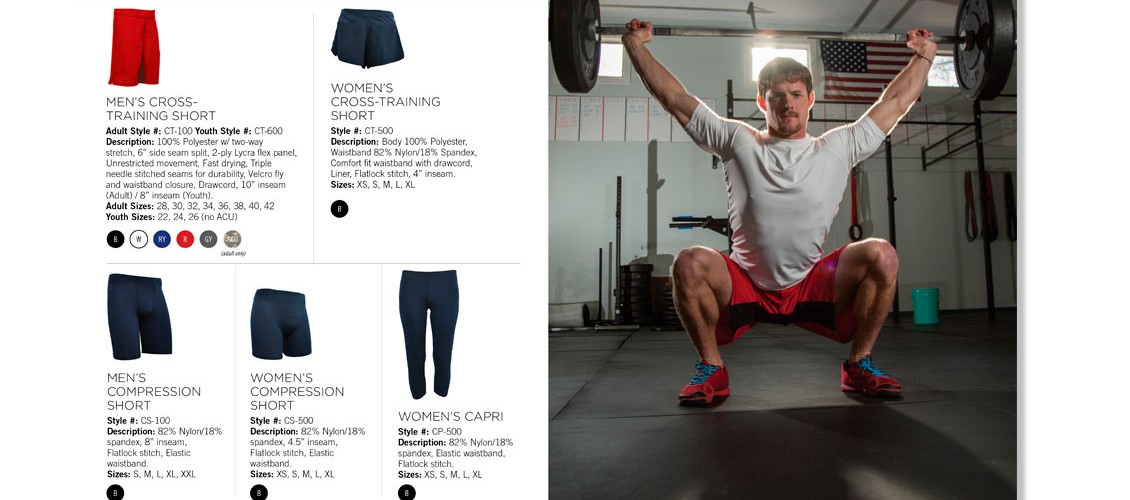 MEN'S CROSS-
TRAINING SHORT
Adult Style #: CT-100 Youth Style #: CT-600
Description: 100% Polyester w/ two-way
stretch, 6" side seam split, 2-ply Lycra flex panel,
Unrestricted movement, Fast drying, Triple
needle stitched seams for durability, Velcro fly
and waistband closure, Drawcord, 10" inseam
(Adult) / 8" inseam (Youth).
Adult Sizes: 28, 30, 32, 34, 36, 38, 40, 42
Youth Sizes: 22, 24, 26 (no ACU)
B W RY R GY ACU
(adult only)
WOMEN'S
CROSS-TRAINING
SHORT
Style #: CT-500
Description: Body 100% Polyester,
Waistband 82% Nylon/18% Spandex,
Comfort fit waistband with drawcord,
Liner, Flatlock stitch, 4" inseam.
Sizes: XS, S, M, L, XL
B
MEN'S
COMPRESSION
SHORT
Style #: CS-100
Description: 82% Nylon/18%
spandex, 8" inseam,
Flatlock stitch, Elastic
waistband.
Sizes: S, M, L, XL, XXL
B
WOMEN'S
COMPRESSION
SHORT
Style #: CS-500
Description: 82% Nylon/18%
spandex, 4.5" inseam,
Flatlock stitch, Elastic
waistband.
Sizes: XS, S, M, L, XL
B
WOMEN'S CAPRI
Style #: CP-500
Description: 82% Nylon/18%
spandex, Elastic waistband,
Flatlock stitch.
Sizes: XS, S, M, L, XL
B